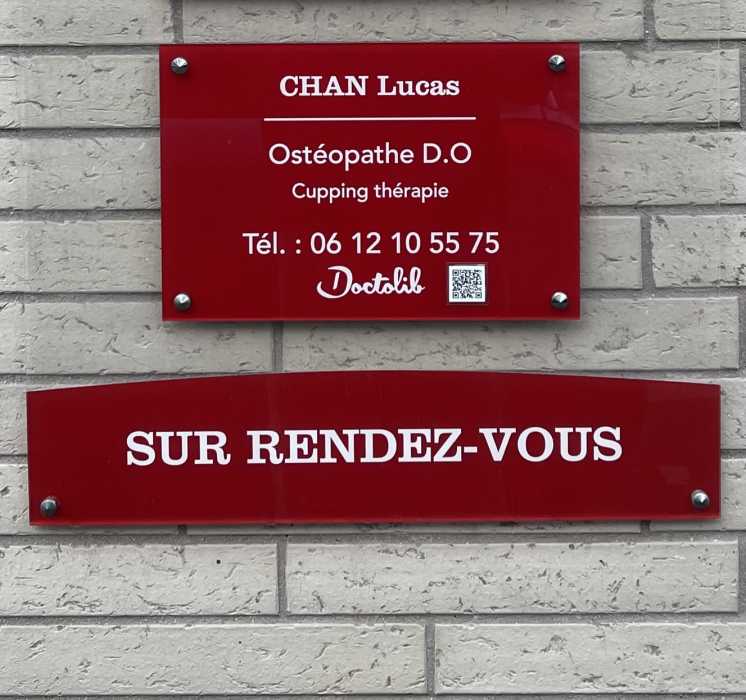 CHAN Lucas
Ostéopathe D.O
Cupping thérapie
Tél. : 06 12 10 55 75
Doctolib
SUR RENDEZ-VOUS